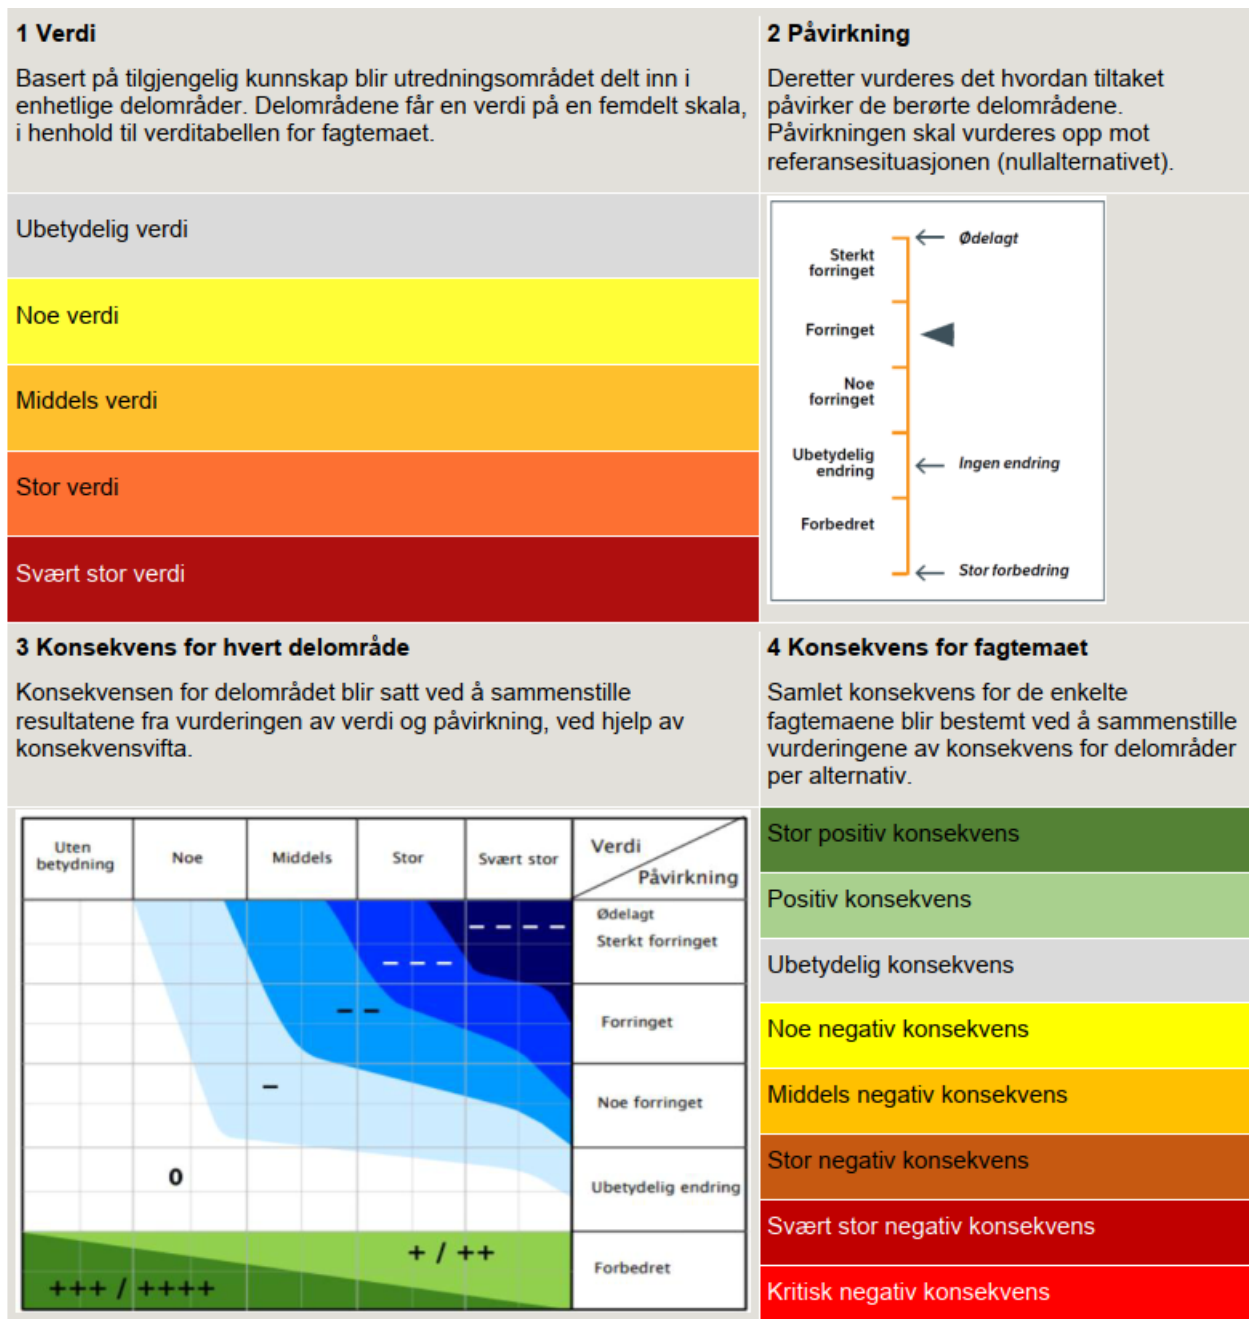 1 Verdi
Basert på tilgjengelig kunnskap blir utredningsområdet delt inn i
enhetlige delområder. Delområdene får en verdi på en femdelt skala,
i henhold til verditabellen for fagtemaet.
2 Påvirkning
Deretter vurderes det hvordan tiltaket
påvirker de berørte delområdene.
Påvirkningen skal vurderes opp mot
referansesituasjonen (nullalternativet).
Ubetydelig verdi
Noe verdi
Middels verdi
Stor verdi
Svært stor verdi
Ødelagt
Sterkt
forringet
Forringet
Noe
forringet
Ubetydelig
endring
Ingen endring
Forbedret
Stor forbedring
3 Konsekvens for hvert delområde
Konsekvensen for delområdet blir satt ved å sammenstille
resultatene fra vurderingen av verdi og påvirkning, ved hjelp av
konsekvensvifta.
4 Konsekvens for fagtemaet
Samlet konsekvens for de enkelte
fagtemaene blir bestemt ved å sammenstille
vurderingene av konsekvens for delområder
per alternativ.
Uten
betydning
Noe
Middels
Stor
Svært stor
Verdi
Påvirkning
Ødelagt
Sterkt forringet
– – – –
– – –
Forringet
– –
Noe forringet
–
Ubetydelig endring
0
Forbedret
+ / ++
+++ / ++++
Stor positiv konsekvens
Positiv konsekvens
Ubetydelig konsekvens
Noe negativ konsekvens
Middels negativ konsekvens
Stor negativ konsekvens
Svært stor negativ konsekvens
Kritisk negativ konsekvens